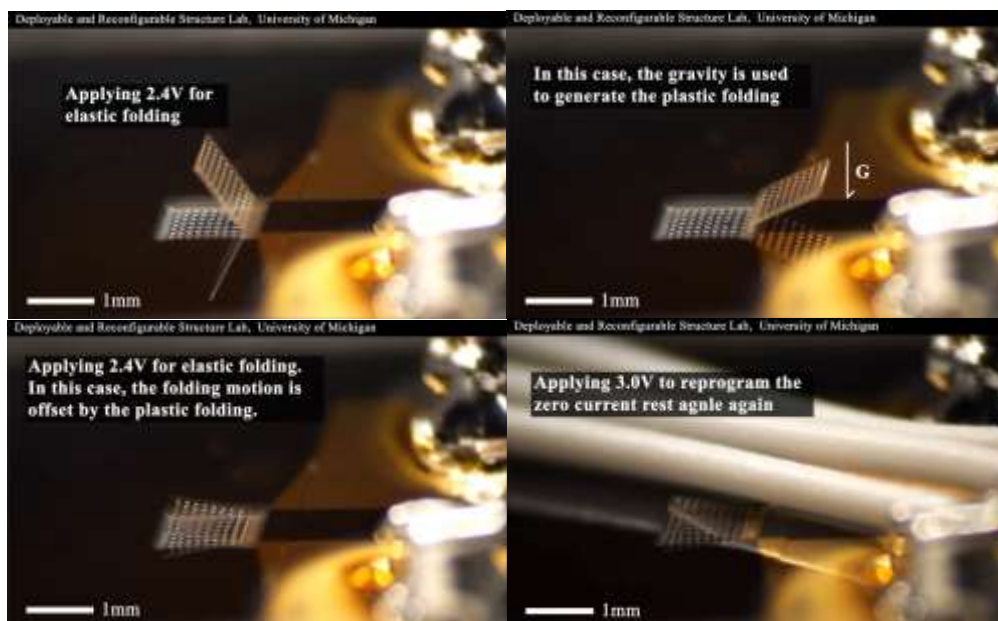 Deployable and Reconfigurable Structure Lab, University of Michigan
Applying 2.4V for
elastic folding
1mm
Deployable and Reconfigurable Structure Lab, University of Michigan
In this case, the gravity is used
to generate the plastic folding
G
1mm
Deployable and Reconfigurable Structure Lab, University of Michigan
Applying 2.4V for elastic folding.
In this case, the folding motion is
offset by the plastic folding.
1mm
Deployable and Reconfigurable Structure Lab, University of Michigan
Applying 3.0V to reprogram the
zero current rest agnle again
1mm